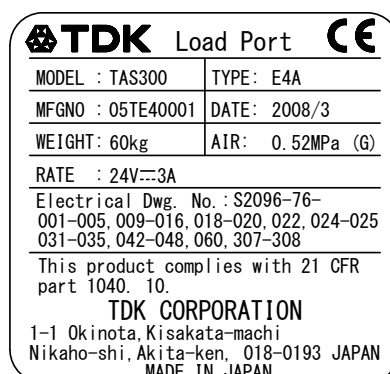 TDK Load Port CE
MODEL : TAS300 TYPE: E4A
MFGNO : 05TE40001 DATE: 2008/3
WEIGHT: 60kg AIR: 0.52MPa (G)
RATE : 24V⎓3A
Electrical Dwg. No.:S2096-76-
001-005,009-016,018-020,022,024-025
031-035,042-048,060,307-308
This product complies with 21 CFR
part 1040. 10.
TDK CORPORATION
1-1 Okinota,Kisakata-machi
Nikaho-shi,Akita-ken, 018-0193 JAPAN
MADE IN JAPAN